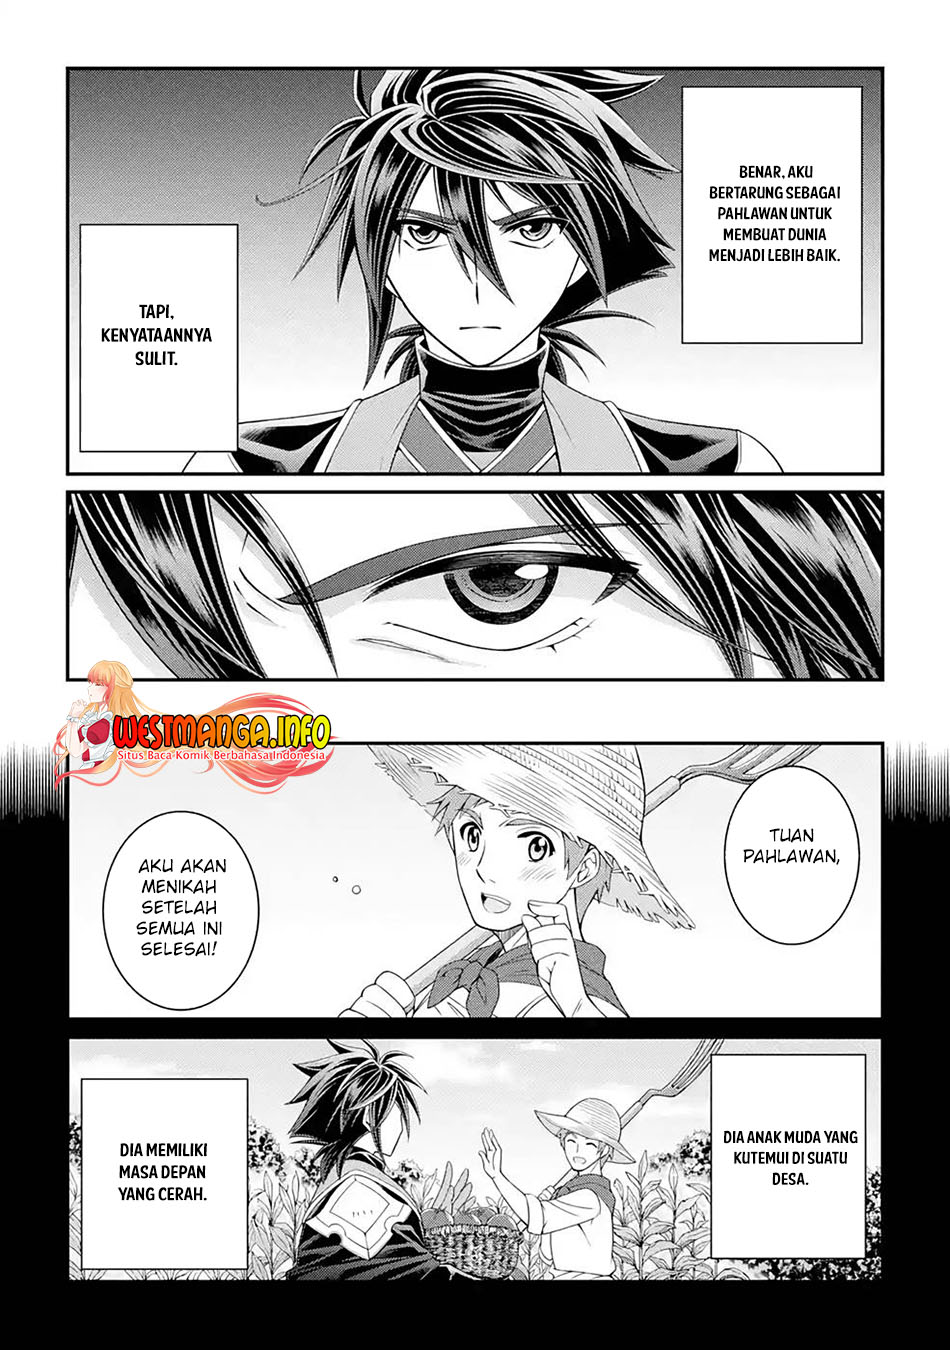 BENAR, AKU
BERTARUNG SEBAGAI
PAHLAWAN UNTUK
MEMBUAT DUNIA
MENJADI LEBIH BAIK.
TAPI,
KENYATAANNYA
SULIT.
WESTMANGA.INFO
Situs Baca Komik Berbahasa Indonesia
TUAN
PAHLAWAN,
AKU AKAN
MENIKAH
SETELAH
SEMUA INI
SELESAI!
DIA ANAK MUDA YANG
KUTEMUI DI SUATU
DESA.
DIA MEMILIKI
MASA DEPAN
YANG CERAH.